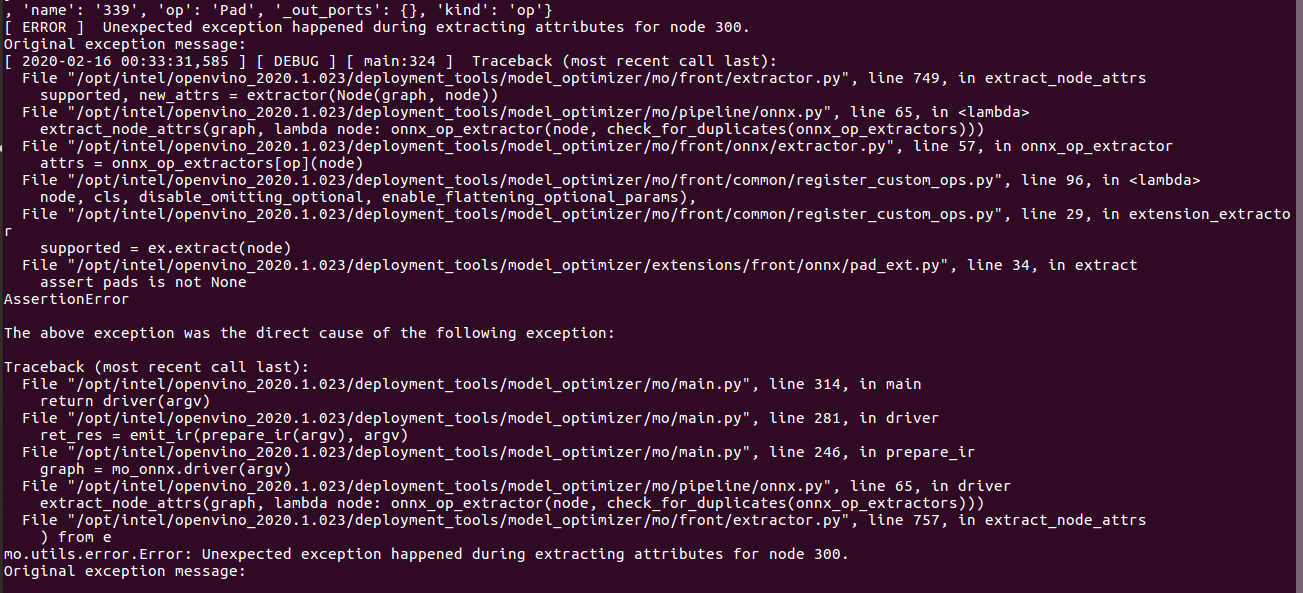 , 'name': '339', 'op': 'Pad', '_out_ports': {}, 'kind': 'op'}
[ ERROR ]  Unexpected exception happened during extracting attributes for node 300.
Original exception message:
[ 2020-02-16 00:33:31,585 ] [ DEBUG ] [ main:324 ]  Traceback (most recent call last):
  File "/opt/intel/openvino_2020.1.023/deployment_tools/model_optimizer/mo/front/extractor.py", line 749, in extract_node_attrs
    supported, new_attrs = extractor(Node(graph, node))
  File "/opt/intel/openvino_2020.1.023/deployment_tools/model_optimizer/mo/pipeline/onnx.py", line 65, in <lambda>
    extract_node_attrs(graph, lambda node: onnx_op_extractor(node, check_for_duplicates(onnx_op_extractors)))
  File "/opt/intel/openvino_2020.1.023/deployment_tools/model_optimizer/mo/front/onnx/extractor.py", line 57, in onnx_op_extractor
    attrs = onnx_op_extractors[op](node)
  File "/opt/intel/openvino_2020.1.023/deployment_tools/model_optimizer/mo/front/common/register_custom_ops.py", line 96, in <lambda>
    node, cls, disable_omitting_optional, enable_flattening_optional_params),
  File "/opt/intel/openvino_2020.1.023/deployment_tools/model_optimizer/mo/front/common/register_custom_ops.py", line 29, in extension_extracto
r
    supported = ex.extract(node)
  File "/opt/intel/openvino_2020.1.023/deployment_tools/model_optimizer/extensions/front/onnx/pad_ext.py", line 34, in extract
    assert pads is not None
AssertionError

The above exception was the direct cause of the following exception:

Traceback (most recent call last):
  File "/opt/intel/openvino_2020.1.023/deployment_tools/model_optimizer/mo/main.py", line 314, in main
    return driver(argv)
  File "/opt/intel/openvino_2020.1.023/deployment_tools/model_optimizer/mo/main.py", line 281, in driver
    ret_res = emit_ir(prepare_ir(argv), argv)
  File "/opt/intel/openvino_2020.1.023/deployment_tools/model_optimizer/mo/main.py", line 246, in prepare_ir
    graph = mo_onnx.driver(argv)
  File "/opt/intel/openvino_2020.1.023/deployment_tools/model_optimizer/mo/pipeline/onnx.py", line 65, in driver
    extract_node_attrs(graph, lambda node: onnx_op_extractor(node, check_for_duplicates(onnx_op_extractors)))
  File "/opt/intel/openvino_2020.1.023/deployment_tools/model_optimizer/mo/front/extractor.py", line 757, in extract_node_attrs
    ) from e
mo.utils.error.Error: Unexpected exception happened during extracting attributes for node 300.
Original exception message: